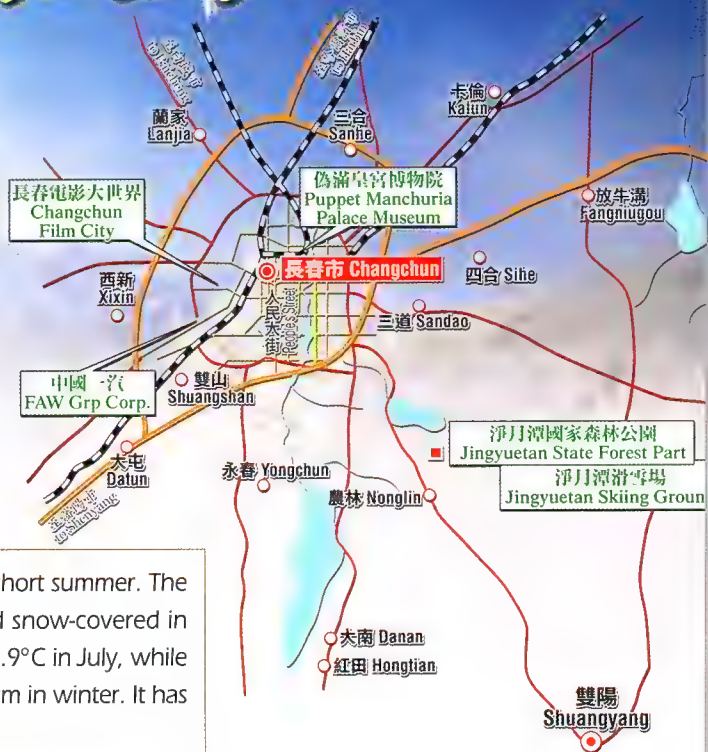 蘭家
Lanjia
三合
Sanhe
卡倫
Kalun
長春電影大世界
Changchun
Film City
偽滿皇宮博物院
Puppet Manchuria
Palace Museum
放牛溝
Fangniugou
長春市 Changchun
四合 Sihe
西新
Xixin
人民大街
People's Street
三道 Sandao
中國一汽
FAW Grp Corp.
雙山
Shuangshan
淨月潭國家森林公園
Jingyuetan State Forest Part
大屯
Datun
永春 Yongchun
淨月潭滑雪場
Jingyuetan Skiing Groun
農林 Nonglin
to Shenyang
hort summer. The
d snow-covered in
.9°C in July, while
m in winter. It has
大南 Danan
紅田 Hongtian
雙陽
Shuangyang